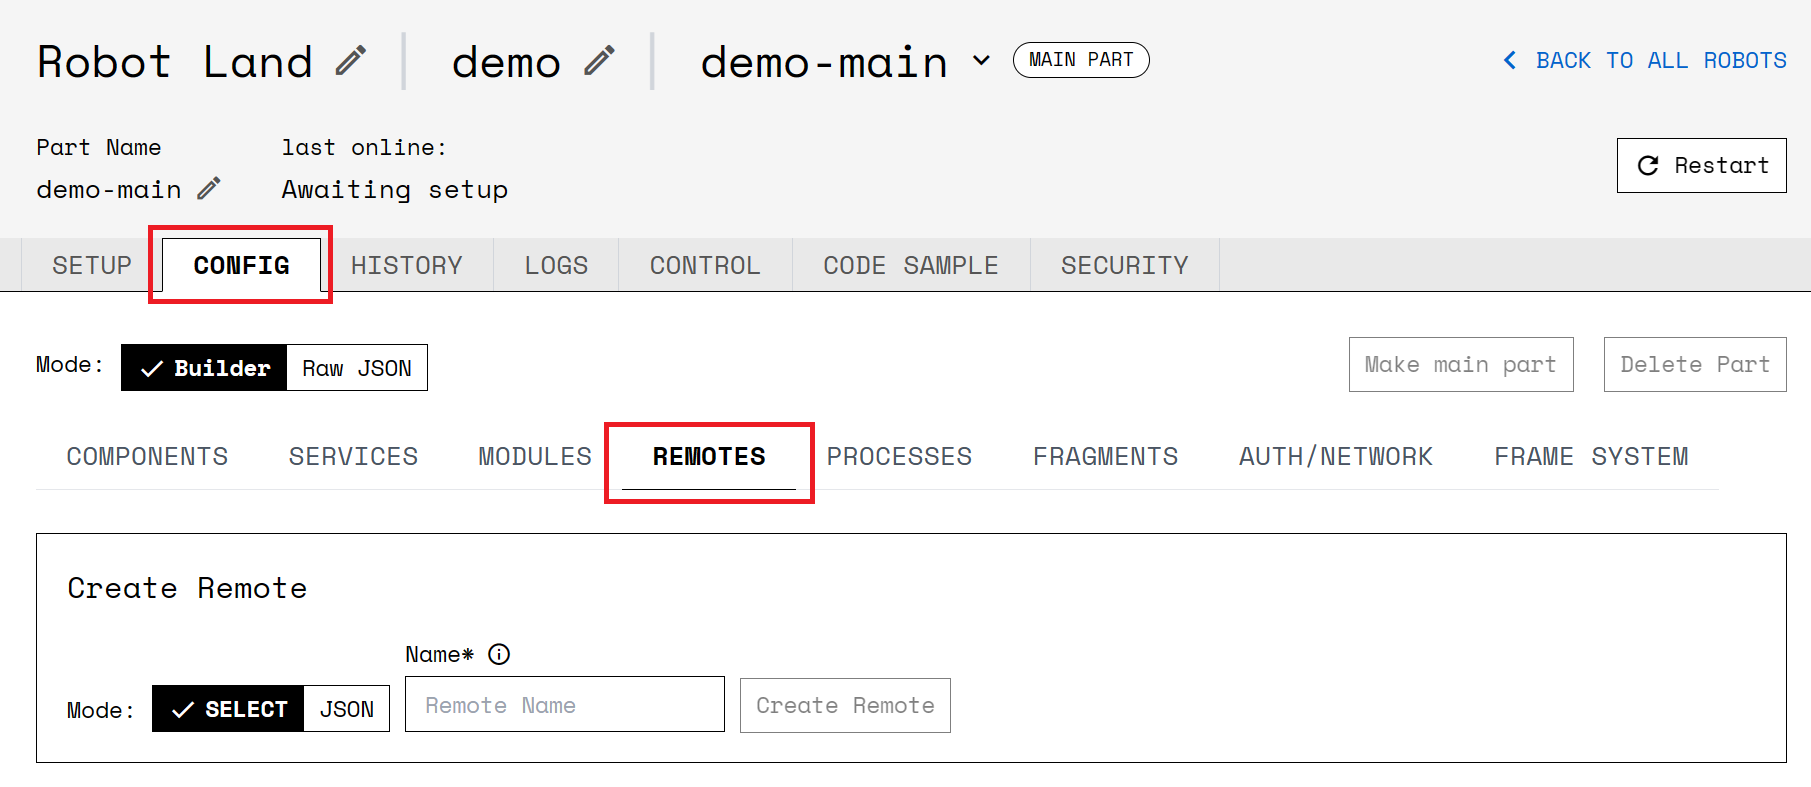 Robot Land demo demo-main MAIN PART BACK TO ALL ROBOTS
Part Name last online:
demo-main Awaiting setup Restart
SETUP CONFIG HISTORY LOGS CONTROL CODE SAMPLE SECURITY
Mode: Builder Raw JSON Make main part Delete Part
COMPONENTS SERVICES MODULES REMOTES PROCESSES FRAGMENTS AUTH/NETWORK FRAME SYSTEM
Create Remote
Name*
Mode: SELECT JSON Remote Name Create Remote